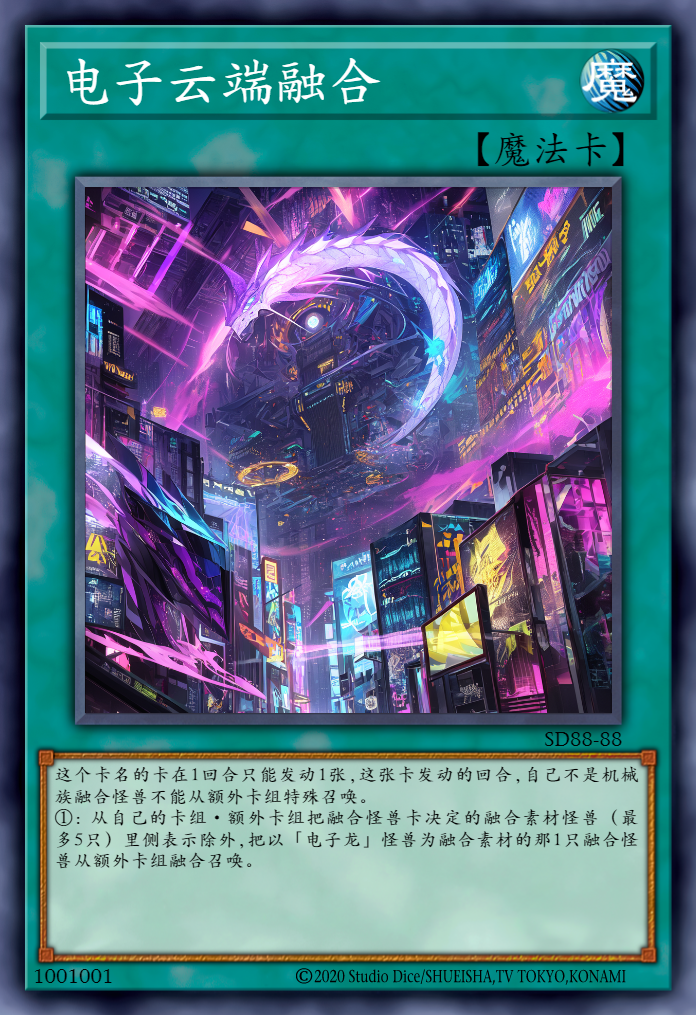 电子云端融合
魔
【魔法卡】
SD88-88
这个卡名的卡在1回合只能发动1张,这张卡发动的回合,自己不是机械
族融合怪兽不能从额外卡组特殊召唤。
①：从自己的卡组・额外卡组把融合怪兽卡决定的融合素材怪兽（最
多5只）里侧表示除外,把以「电子龙」怪兽为融合素材的那1只融合怪
兽从额外卡组融合召唤。
1001001
©2020 Studio Dice/SHUEISHA,TV TOKYO,KONAMI